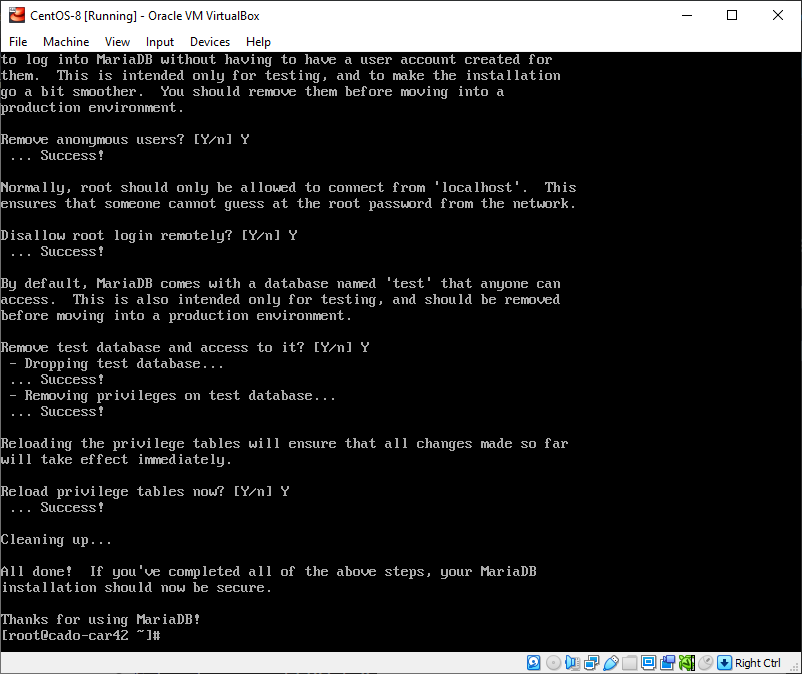 CentOS-8 [Running] - Oracle VM VirtualBox
File Machine View Input Devices Help
to log into MariaDB without having to have a user account created for
them.  This is intended only for testing, and to make the installation
go a bit smoother.  You should remove them before moving into a
production environment.
Remove anonymous users? [Y/n] Y
 ... Success!
Normally, root should only be allowed to connect from 'localhost'.  This
ensures that someone cannot guess at the root password from the network.
Disallow root login remotely? [Y/n] Y
 ... Success!
By default, MariaDB comes with a database named 'test' that anyone can
access.  This is also intended only for testing, and should be removed
before moving into a production environment.
Remove test database and access to it? [Y/n] Y
 - Dropping test database...
 ... Success!
 - Removing privileges on test database...
 ... Success!
Reloading the privilege tables will ensure that all changes made so far
will take effect immediately.
Reload privilege tables now? [Y/n] Y
 ... Success!
Cleaning up...
All done!  If you've completed all of the above steps, your MariaDB
installation should now be secure.
Thanks for using MariaDB!
[root@cado-car42 ~]#
Right Ctrl